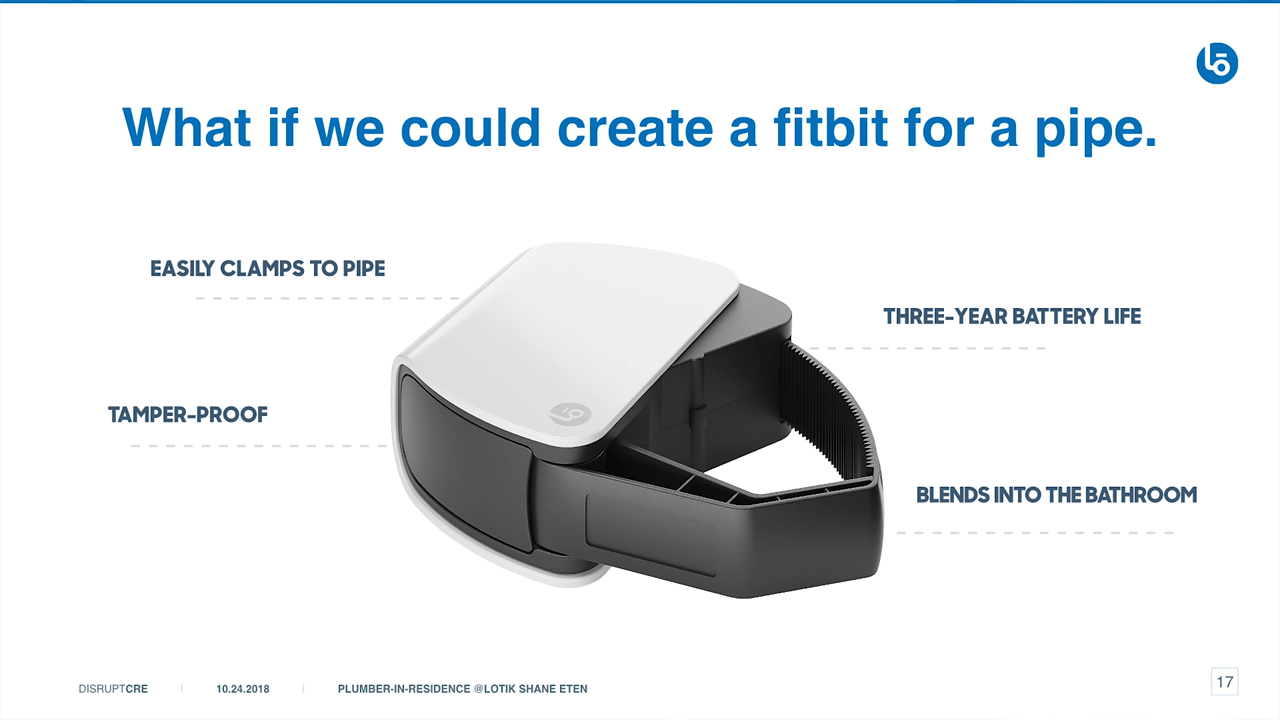 What if we could create a fitbit for a pipe.
EASILY CLAMPS TO PIPE
THREE-YEAR BATTERY LIFE
TAMPER-PROOF
BLENDS INTO THE BATHROOM
DISRUPTCRE | 10.24.2018 | PLUMBER-IN-RESIDENCE @LOTIK SHANE ETEN
17